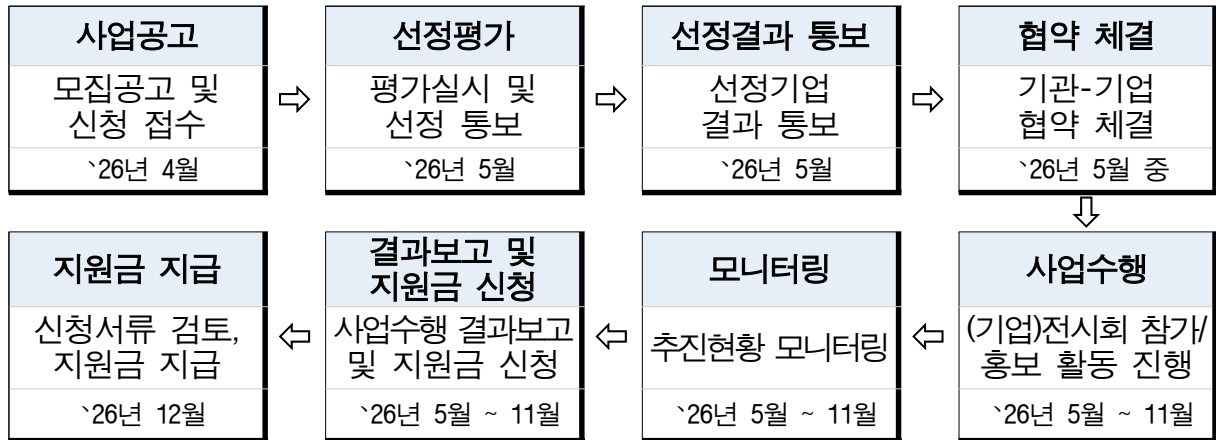 사업공고
모집공고 및
신청 접수
`26년 4월
⇨
선정평가
평가실시 및
선정 통보
`26년 5월
⇨
선정결과 통보
선정기업
결과 통보
`26년 5월
⇨
협약 체결
기관-기업
협약 체결
`26년 5월 중
⇩
사업수행
(기업)전시회 참가/
홍보 활동 진행
`26년 5월 ~ 11월
⇦
모니터링
추진현황 모니터링
`26년 5월 ~ 11월
⇦
결과보고 및
지원금 신청
사업수행 결과보고
및 지원금 신청
`26년 5월 ~ 11월
⇦
지원금 지급
신청서류 검토,
지원금 지급
`26년 12월